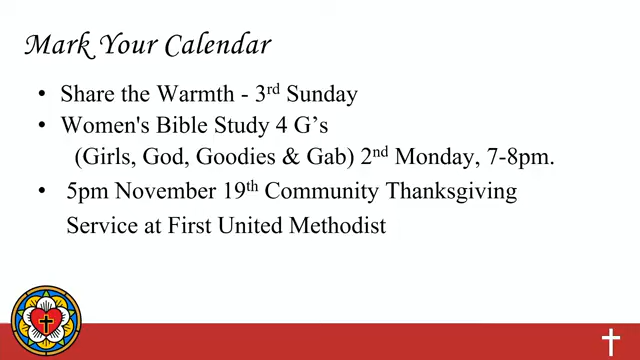 Mark Your Calendar
• Share the Warmth - 3rd Sunday
• Women's Bible Study 4 G’s
(Girls, God, Goodies & Gab) 2nd Monday, 7-8pm.
• 5pm November 19th Community Thanksgiving
Service at First United Methodist